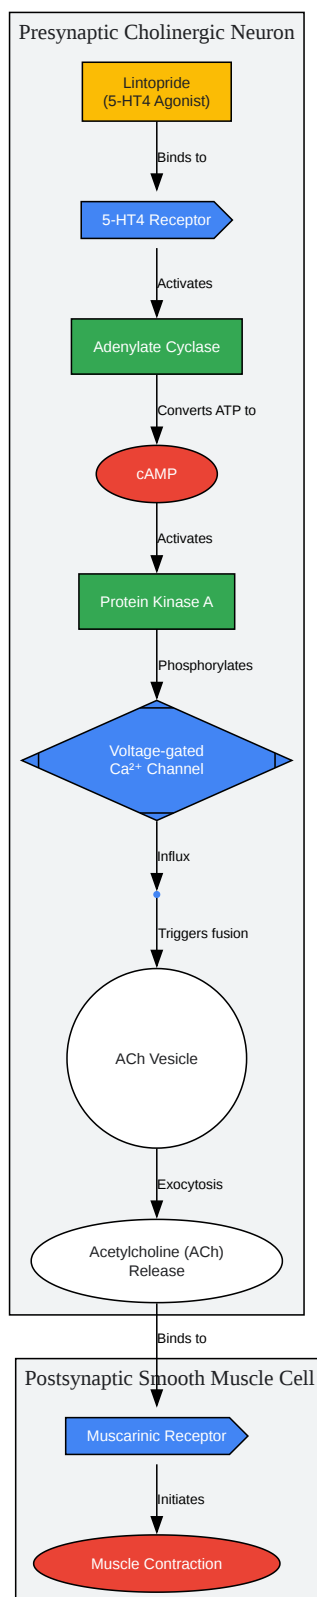 Presynaptic Cholinergic Neuron
Lintopride
(5-HT4 Agonist)
Binds to
5-HT4 Receptor
Activates
Adenylate Cyclase
Converts ATP to
cAMP
Activates
Protein Kinase A
Phosphorylates
Voltage-gated
Ca²⁺ Channel
Influx
Triggers fusion
ACh Vesicle
Exocytosis
Acetylcholine (ACh)
Release
Binds to
Postsynaptic Smooth Muscle Cell
Muscarinic Receptor
Initiates
Muscle Contraction